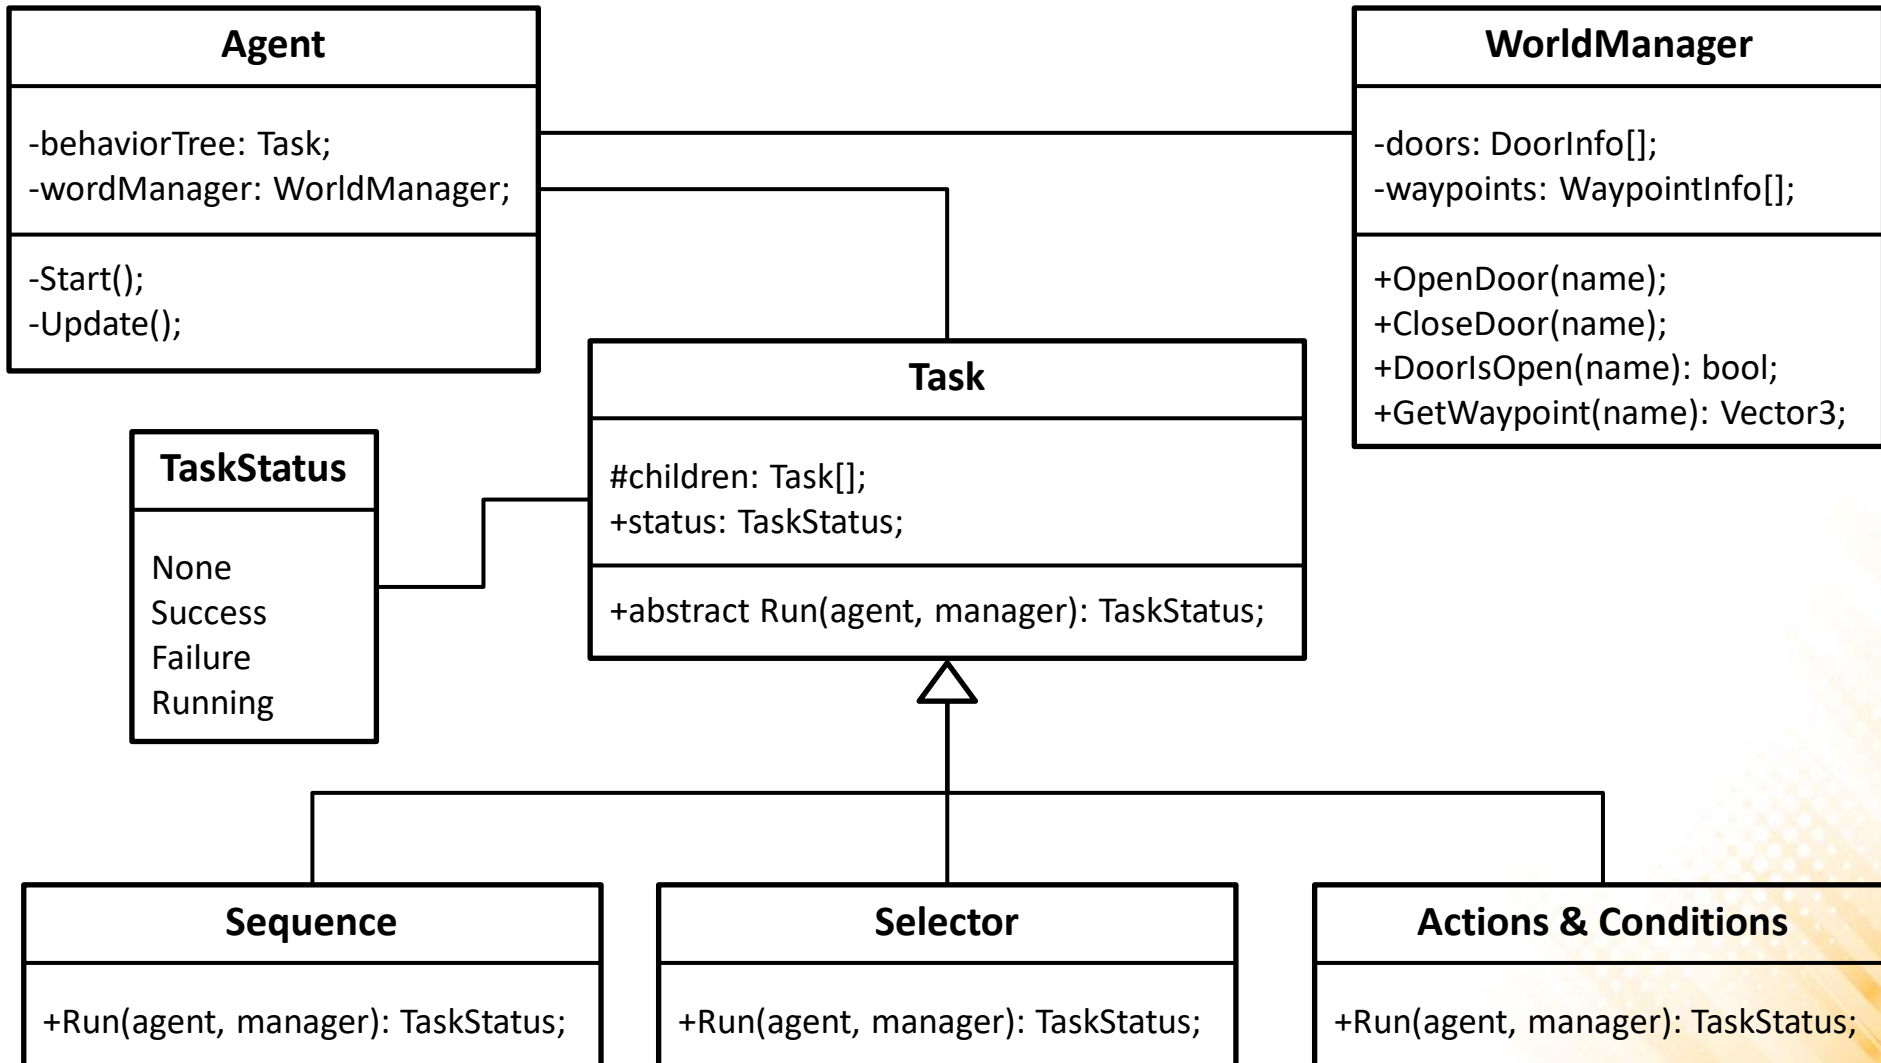 Agent
-behaviorTree: Task;
-wordManager: WorldManager;
-Start();
-Update();
WorldManager
-doors: DoorInfo[];
-waypoints: WaypointInfo[];
+OpenDoor(name);
+CloseDoor(name);
+DoorIsOpen(name): bool;
+GetWaypoint(name): Vector3;
Task
#children: Task[];
+status: TaskStatus;
+abstract Run(agent, manager): TaskStatus;
TaskStatus
None
Success
Failure
Running
Sequence
+Run(agent, manager): TaskStatus;
Selector
+Run(agent, manager): TaskStatus;
Actions & Conditions
+Run(agent, manager): TaskStatus;